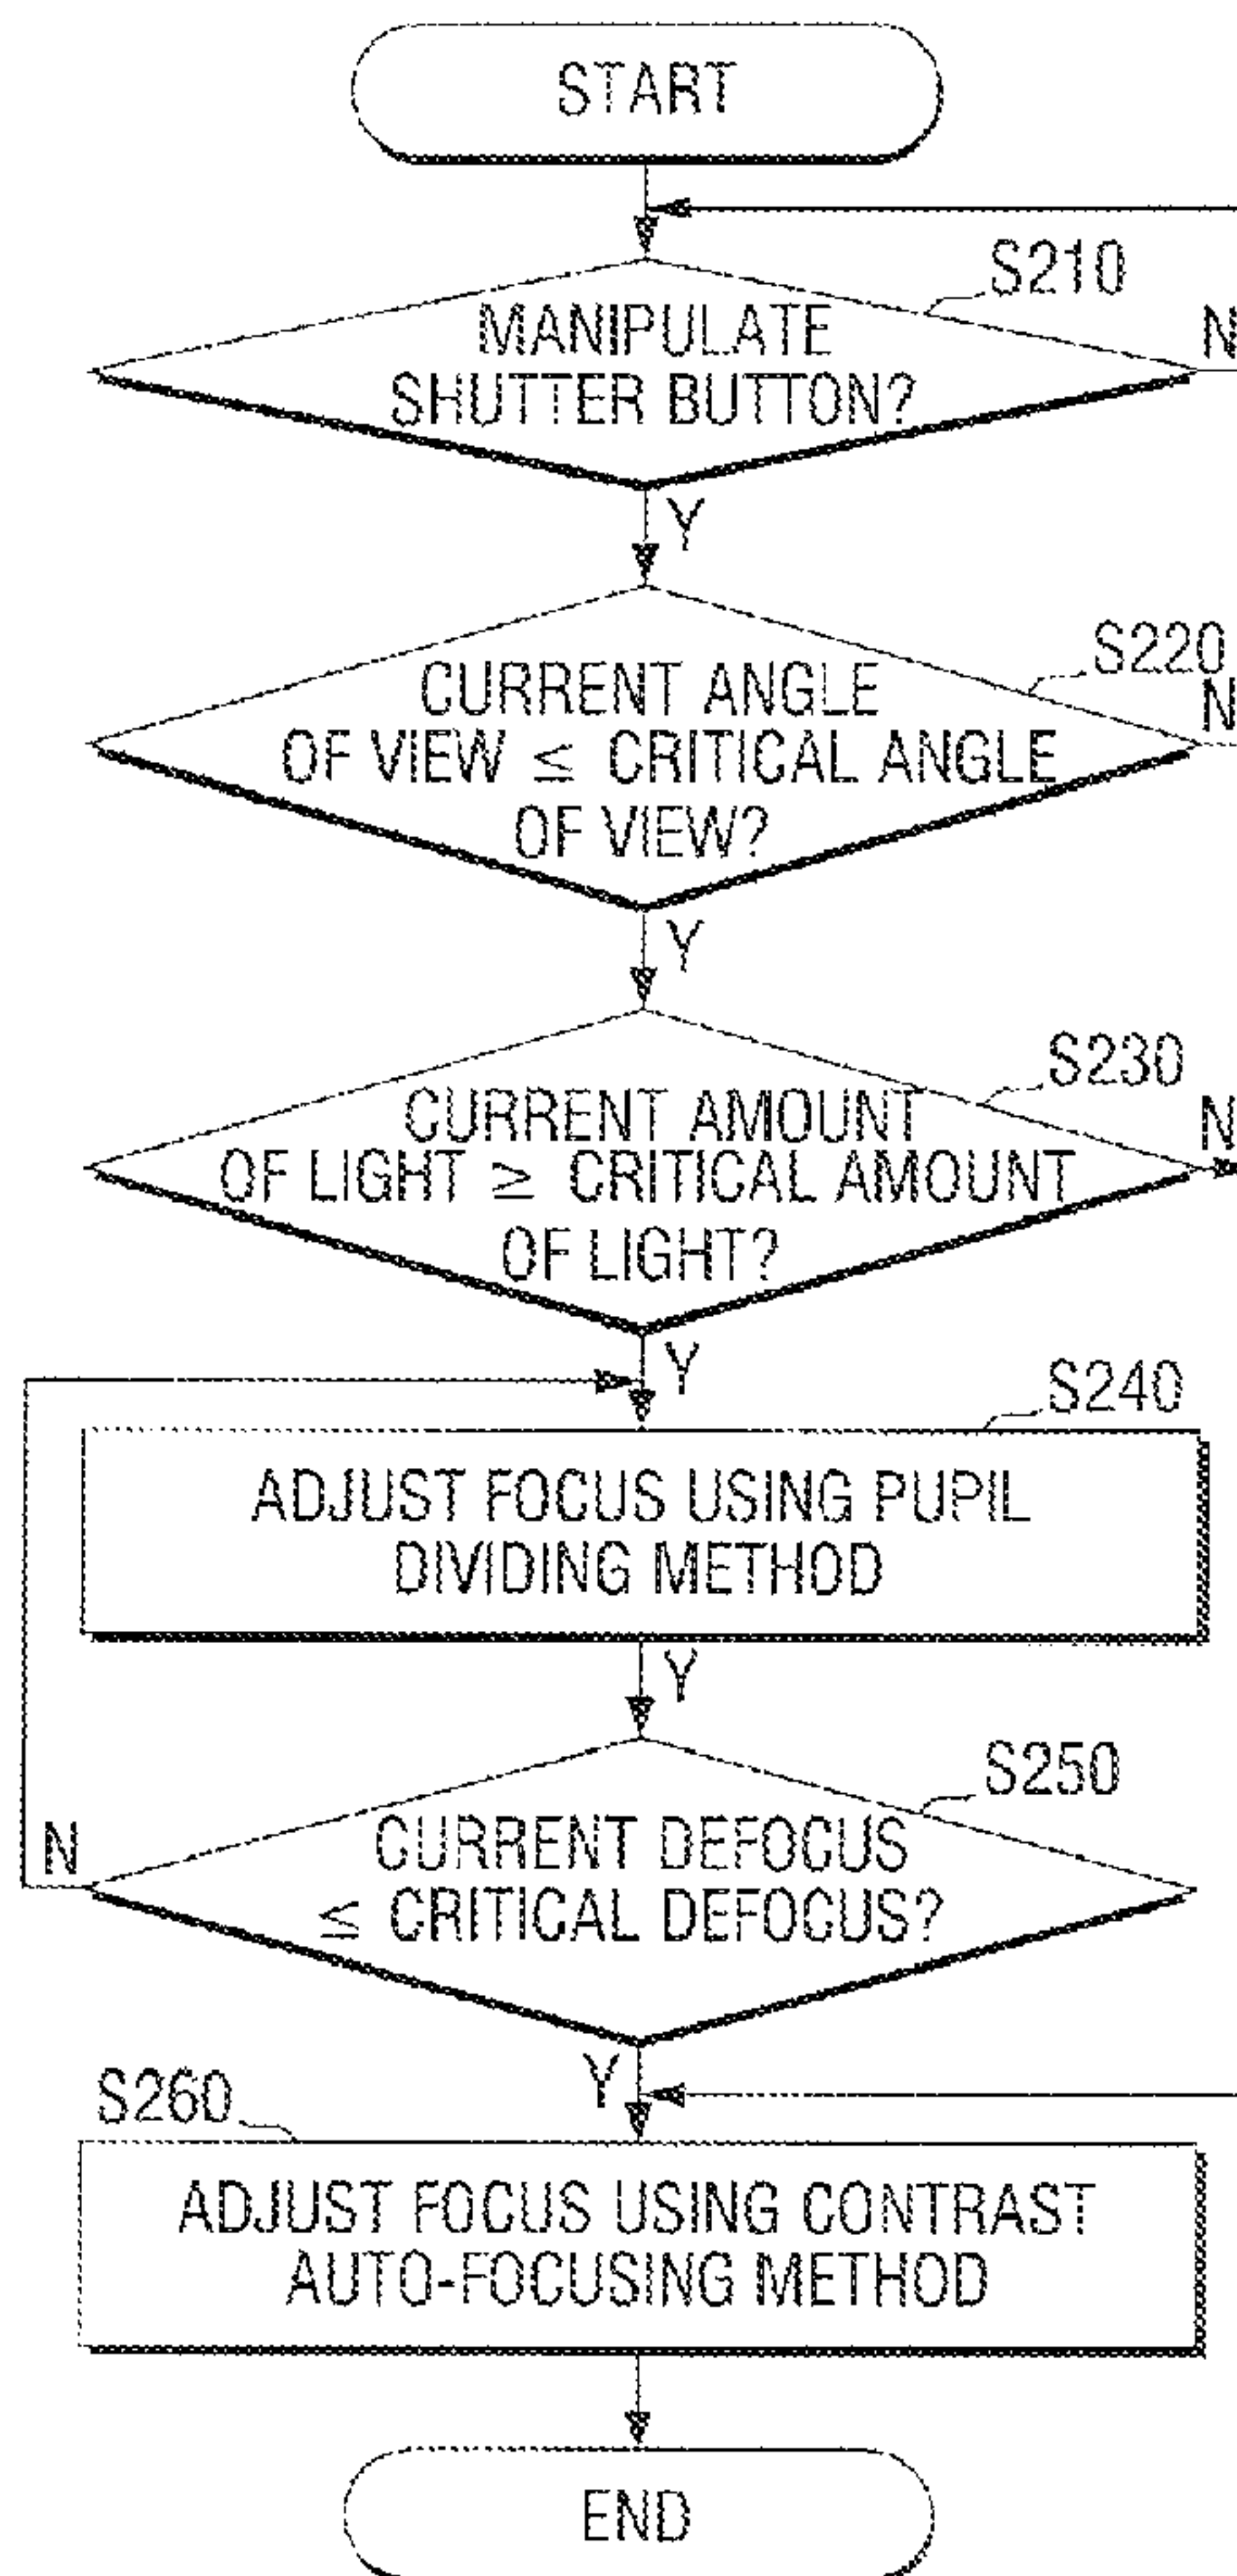 START
S210
MANIPULATE
SHUTTER BUTTON?
N
Y
S220
CURRENT ANGLE
OF VIEW ≦ CRITICAL ANGLE
OF VIEW?
N
Y
S230
CURRENT AMOUNT
OF LIGHT ≥ CRITICAL AMOUNT
OF LIGHT?
N
Y
S240
ADJUST FOCUS USING PUPIL
DIVIDING METHOD
Y
S250
CURRENT DEFOCUS
≦ CRITICAL DEFOCUS?
N
Y
S260
ADJUST FOCUS USING CONTRAST
AUTO-FOCUSING METHOD
END